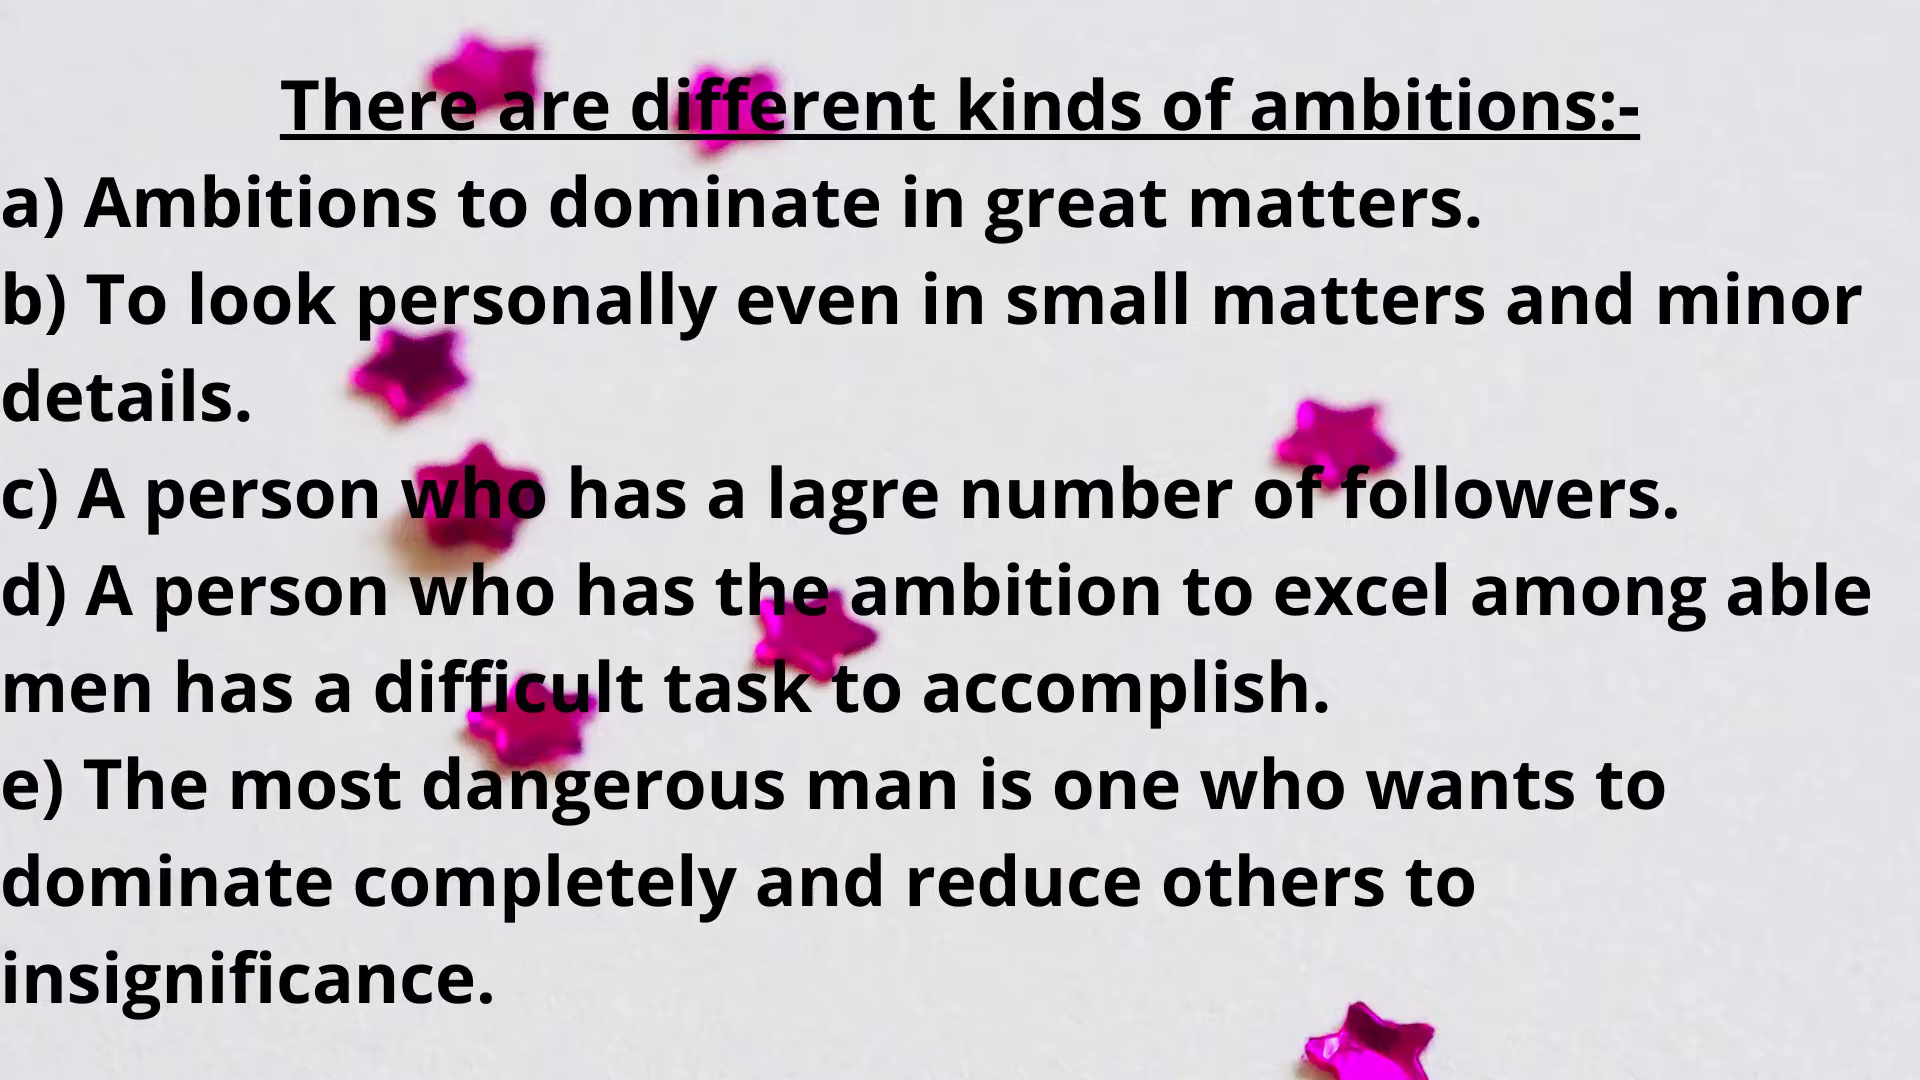 There are different kinds of ambitions:-
a) Ambitions to dominate in great matters.
b) To look personally even in small matters and minor
details.
c) A person who has a lagre number of followers.
d) A person who has the ambition to excel among able
men has a difficult task to accomplish.
e) The most dangerous man is one who wants to
dominate completely and reduce others to
insignificance.